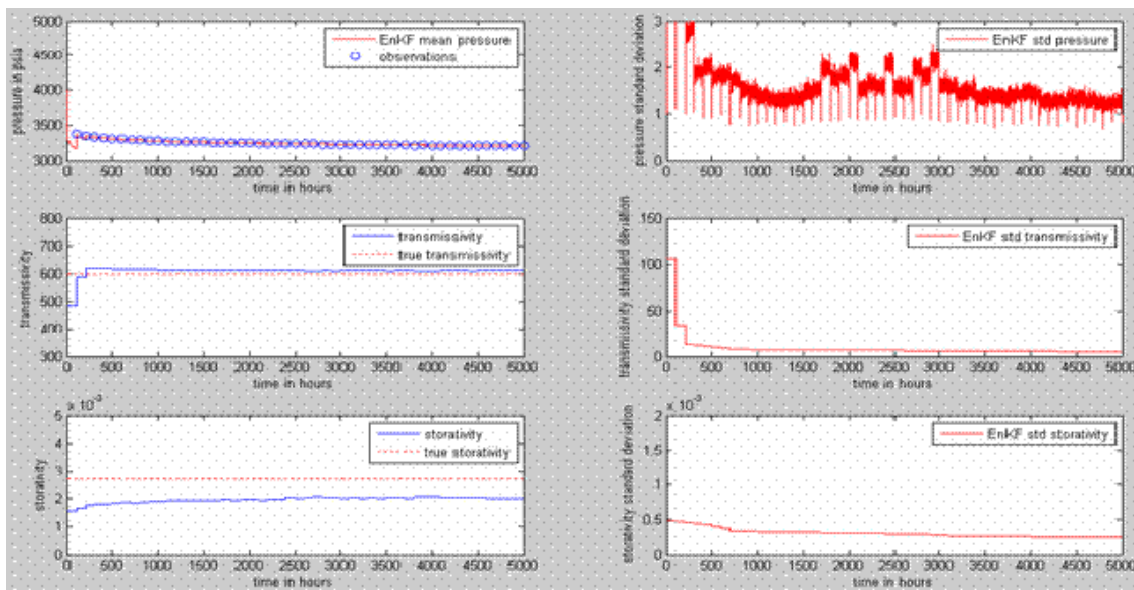 5000
4500
4000
3500
3000
pressure in psia
EnKF mean pressure
observations
0 500 1000 1500 2000 2500 3000 3500 4000 4500 5000
time in hours
3
2
1
0
pressure standard deviation
EnKF std pressure
0 500 1000 1500 2000 2500 3000 3500 4000 4500 5000
time in hours
800
700
600
500
400
300
transmissivity
transmissivity
true transmissivity
0 500 1000 1500 2000 2500 3000 3500 4000 4500 5000
time in hours
150
100
50
0
transmissivity standard deviation
EnKF std transmissivity
0 500 1000 1500 2000 2500 3000 3500 4000 4500 5000
time in hours
x 10⁻³
5
4
3
2
1
0
storativity
storativity
true storativity
0 500 1000 1500 2000 2500 3000 3500 4000 4500 5000
time in hours
x 10⁻³
2
1.5
1
0.5
0
storativity standard deviation
EnKF std storativity
0 500 1000 1500 2000 2500 3000 3500 4000 4500 5000
time in hours